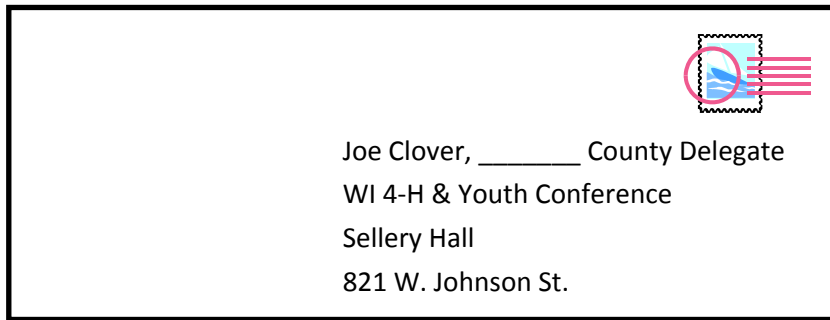 Joe Clover, _______ County Delegate
WI 4-H & Youth Conference
Sellery Hall
821 W. Johnson St.